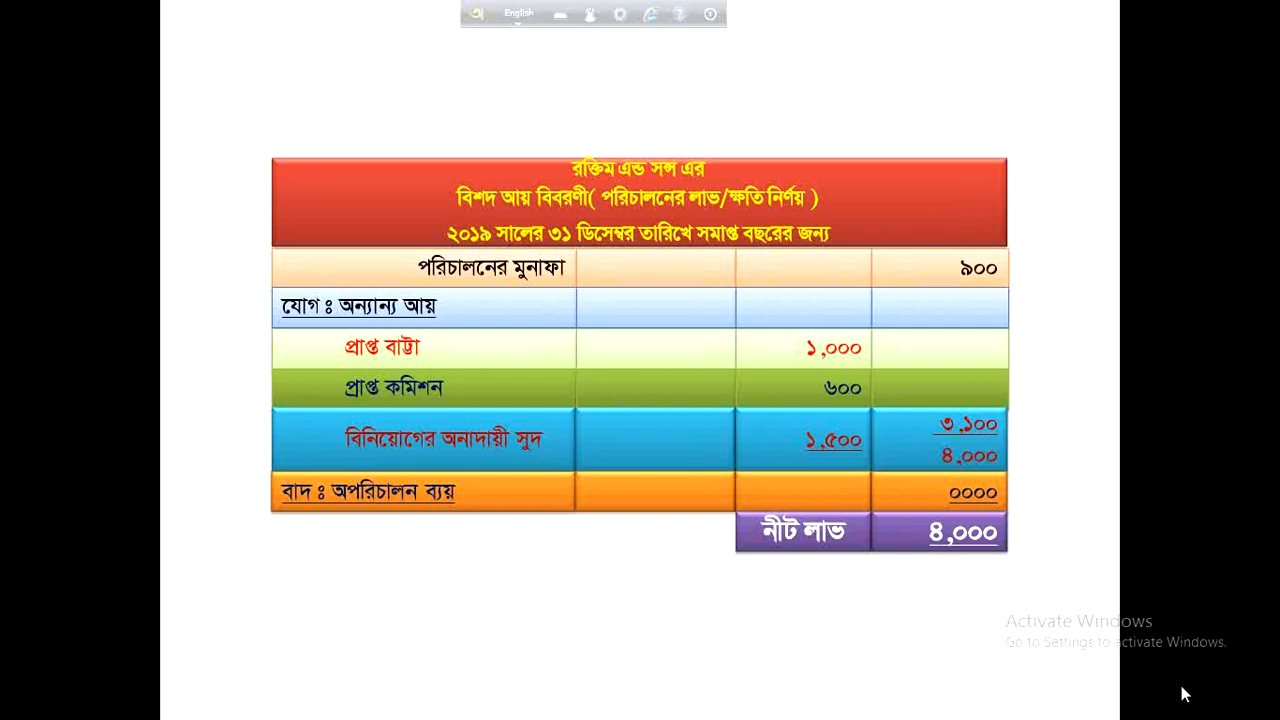 English
রক্তিম এন্ড সন্স এর
বিশদ আয় বিবরণী( পরিচালনের লাভ/ক্ষতি নির্ণয় )
২০১৯ সালের ৩১ ডিসেম্বর তারিখে সমাপ্ত বছরের জন্য
পরিচালনের মুনাফা ৯০০
যোগ ঃ অন্যান্য আয়
প্রাপ্ত বাট্টা ১,০০০
প্রাপ্ত কমিশন ৬০০
বিনিয়োগের অনাদায়ী সুদ ১,৫০০ ৩,১০০
৪,০০০
বাদ ঃ অপরিচালন ব্যয় ০০০০
নীট লাভ ৪,০০০
Activate Windows
Go to Settings to activate Windows.